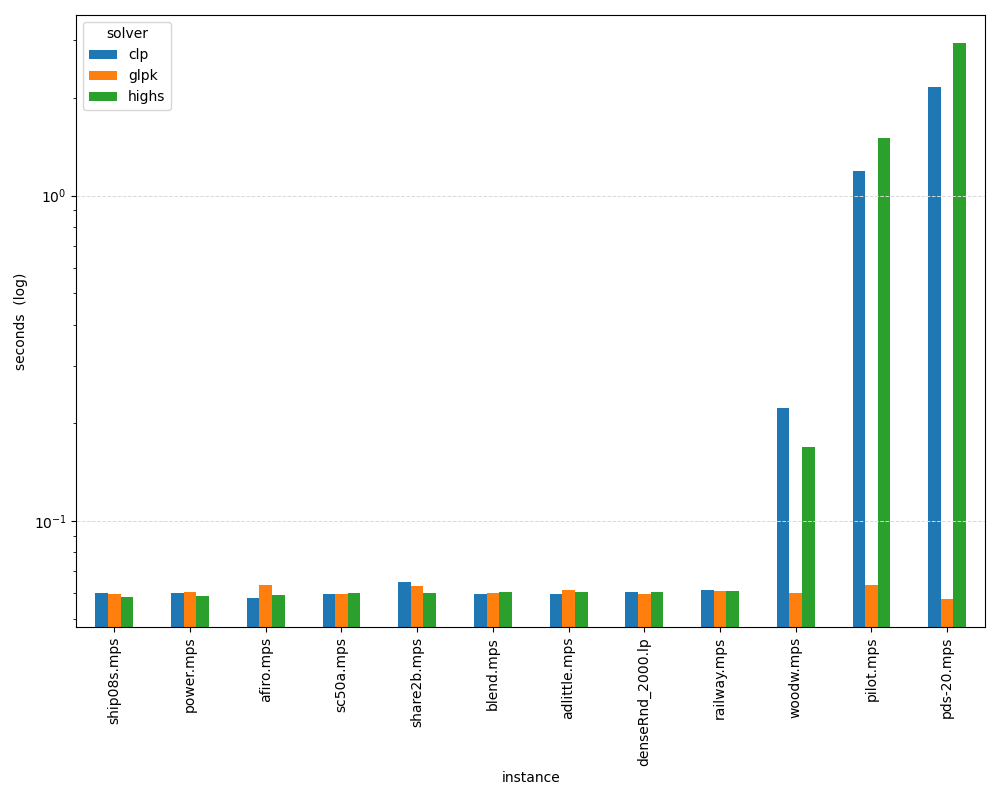 solver
clp
glpk
highs
10^0
10^-1
seconds (log)
ship08s.mps
power.mps
afiro.mps
sc50a.mps
share2b.mps
blend.mps
adlittle.mps
denseRnd_2000.lp
railway.mps
woodw.mps
pilot.mps
pds-20.mps
instance